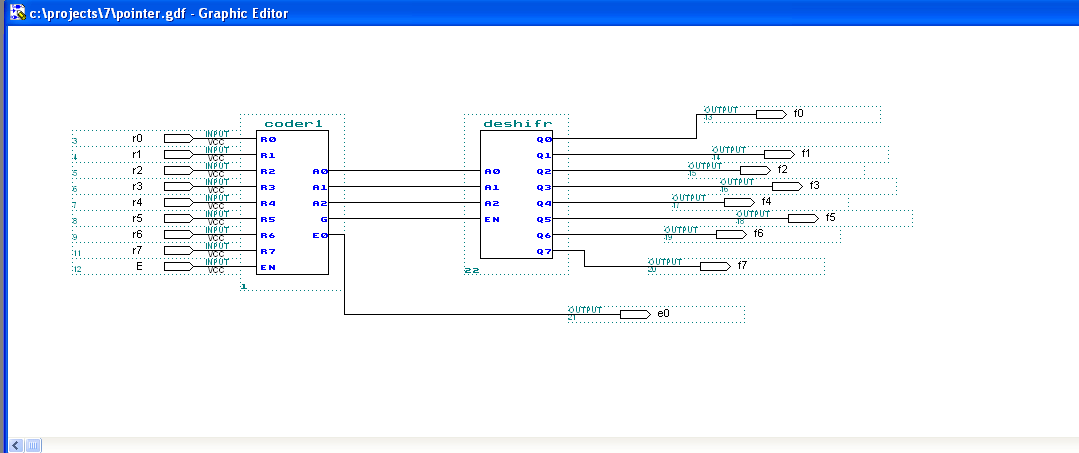 c:\projects\7\pointer.gdf - Graphic Editor
coder1
deshifr
r0 INPUT VCC 3
r1 INPUT VCC 4
r2 INPUT VCC 5
r3 INPUT VCC 6
r4 INPUT VCC 7
r5 INPUT VCC 8
r6 INPUT VCC 9
r7 INPUT VCC 11
E INPUT VCC 12
R0
R1
R2 A0
R3 A1
R4 A2
R5 G
R6 E0
R7
EN
1
Q0
Q1
A0 Q2
A1 Q3
A2 Q4
EN Q5
Q6
Q7
22
OUTPUT 13 f0
OUTPUT 14 f1
OUTPUT 15 f2
OUTPUT 16 f3
OUTPUT 17 f4
OUTPUT 18 f5
OUTPUT 19 f6
OUTPUT 20 f7
OUTPUT 21 e0